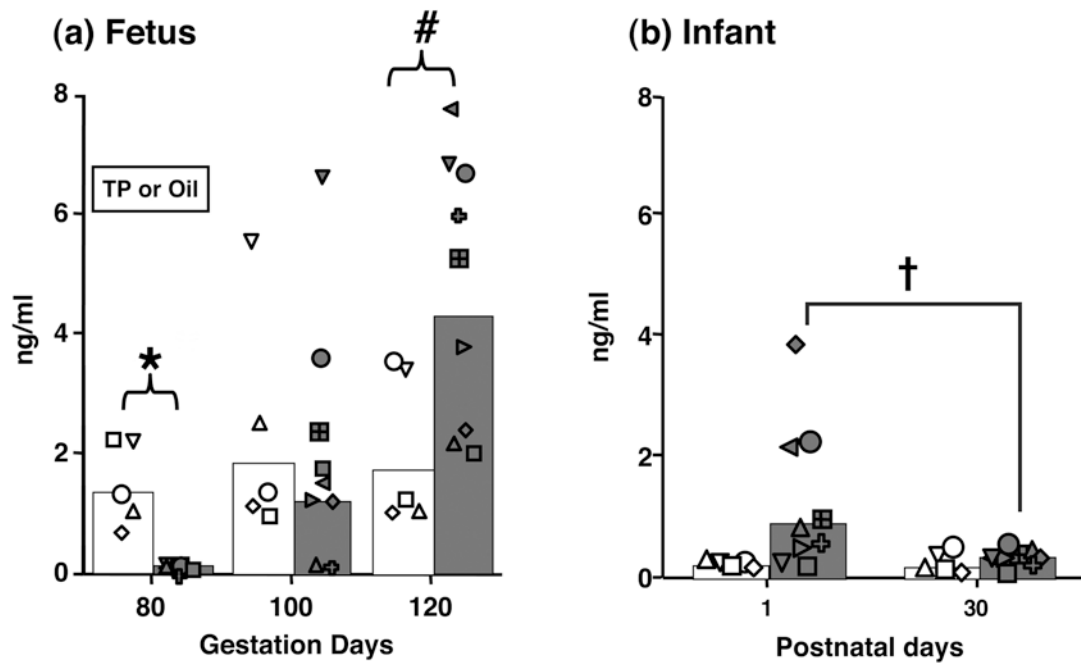 (a) Fetus
#
8
TP or Oil
6
ng/ml
4
*
2
0
80 100 120
Gestation Days
(b) Infant
8
6
ng/ml
4
†
2
0
1 30
Postnatal days